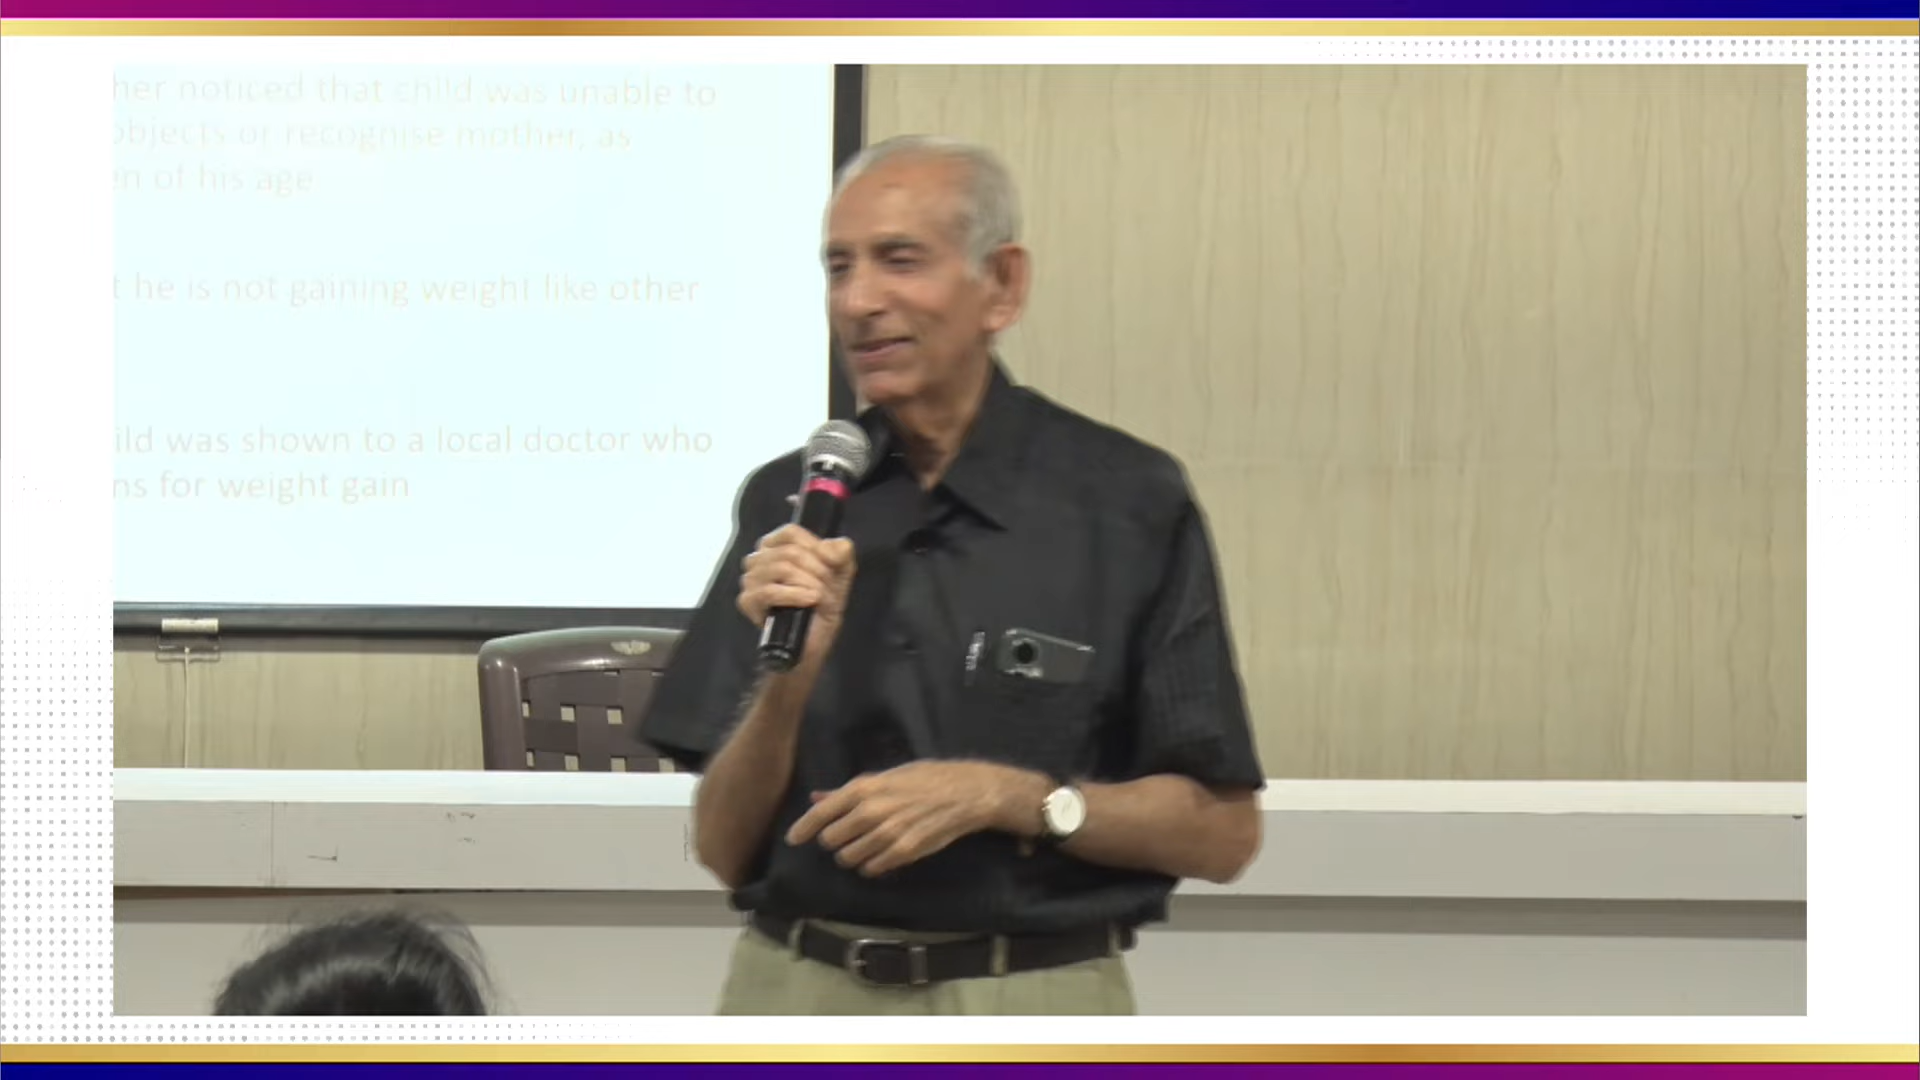 her noticed that child was unable to
objects or recognise mother, as
en of his age
t he is not gaining weight like other
ild was shown to a local doctor who
ns for weight gain